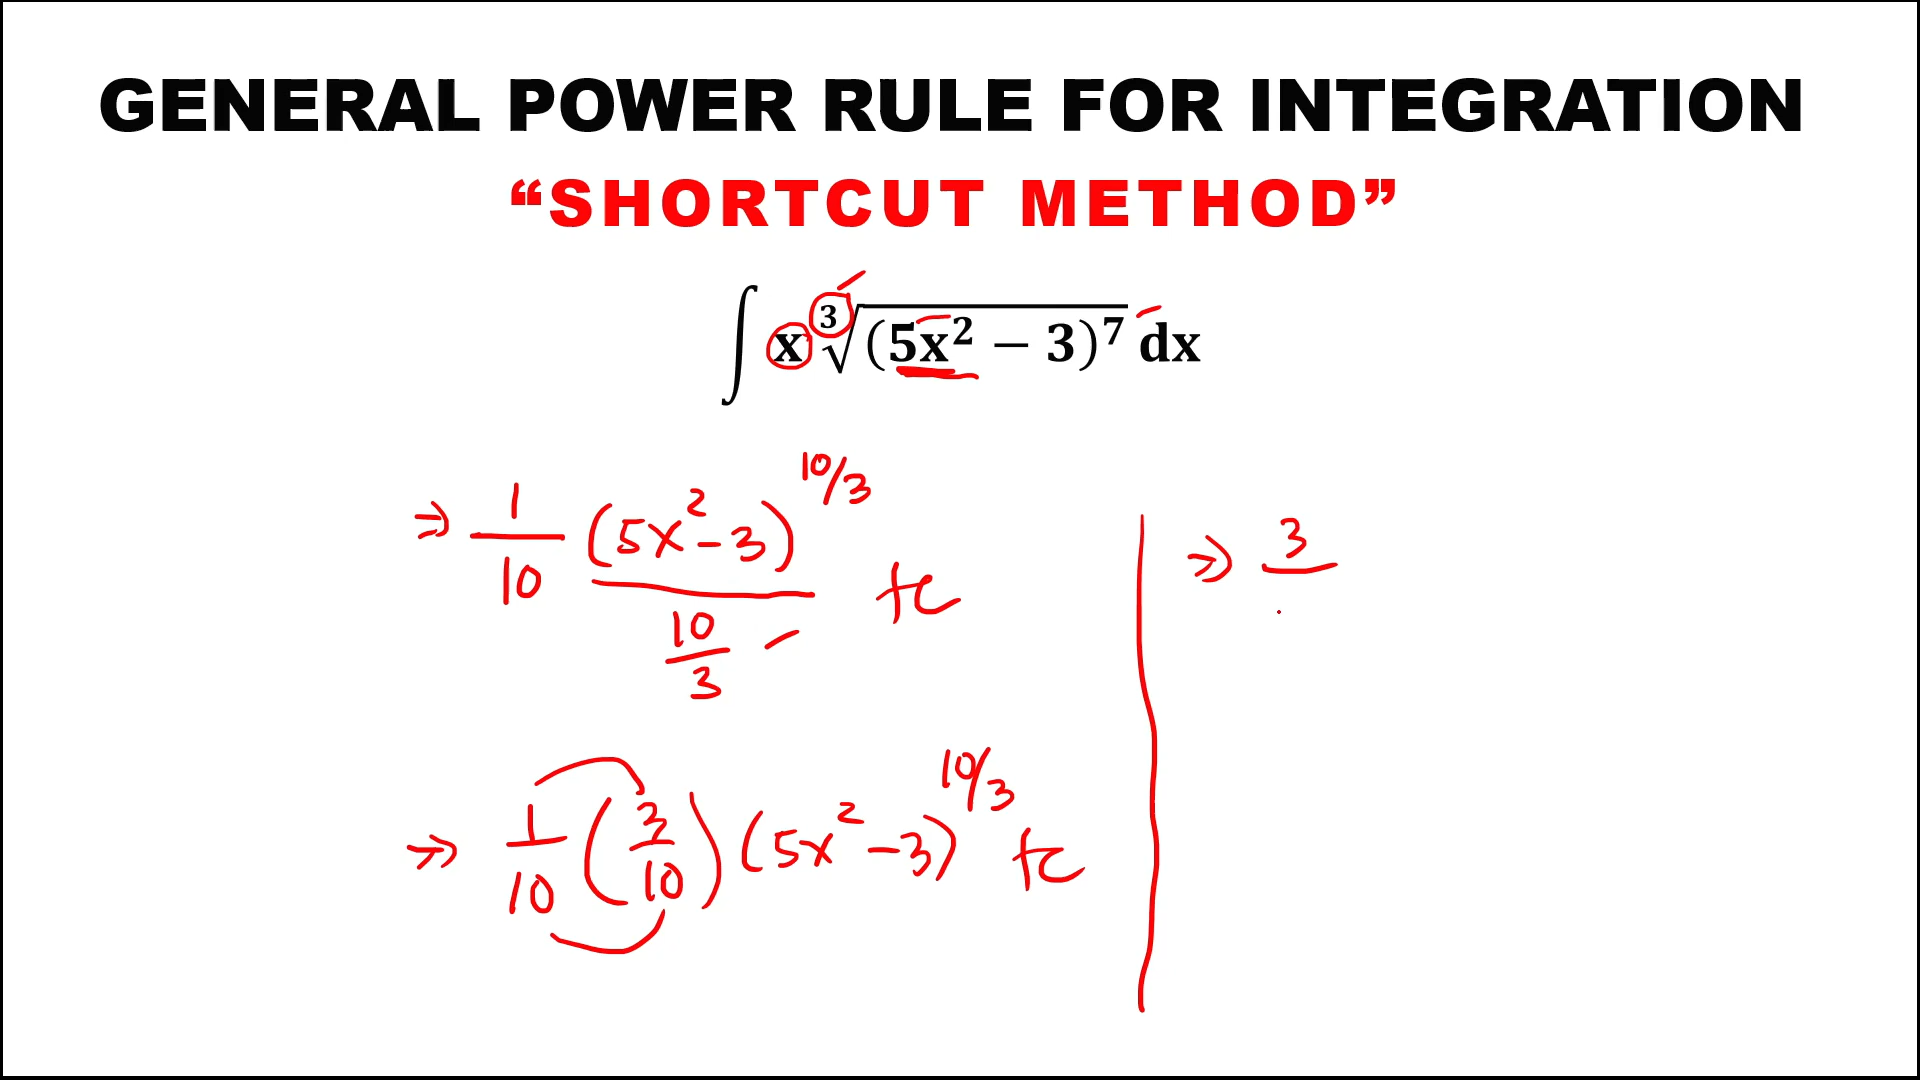 GENERAL POWER RULE FOR INTEGRATION
“SHORTCUT METHOD”
∫ x ∛(5x² − 3)⁷ dx
⇒ 1/10 (5x² - 3)^10/3 / (10/3) + C
⇒ 1/10 (3/10) (5x² - 3)^10/3 + C
⇒ 3/